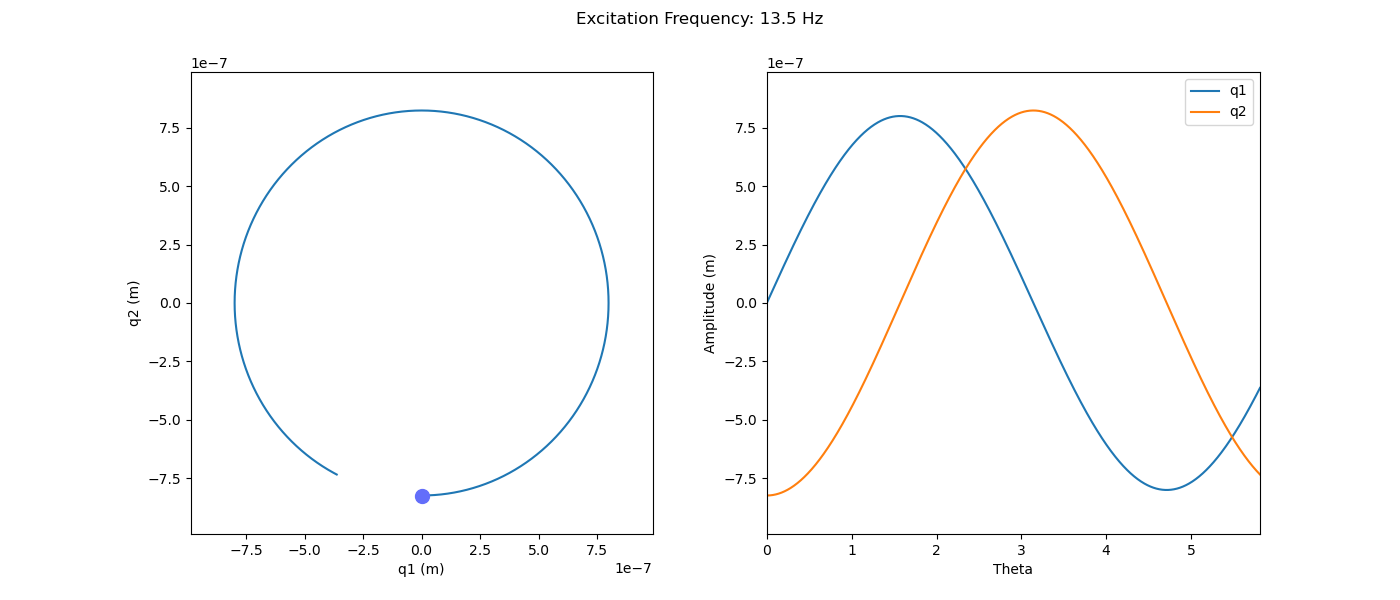 Excitation Frequency: 13.5 Hz
1e−7
7.5
5.0
2.5
0.0
−2.5
−5.0
−7.5
q2 (m)
−7.5 −5.0 −2.5 0.0 2.5 5.0 7.5
q1 (m)
1e−7
1e−7
q1
q2
7.5
5.0
2.5
0.0
−2.5
−5.0
−7.5
Amplitude (m)
0 1 2 3 4 5
Theta